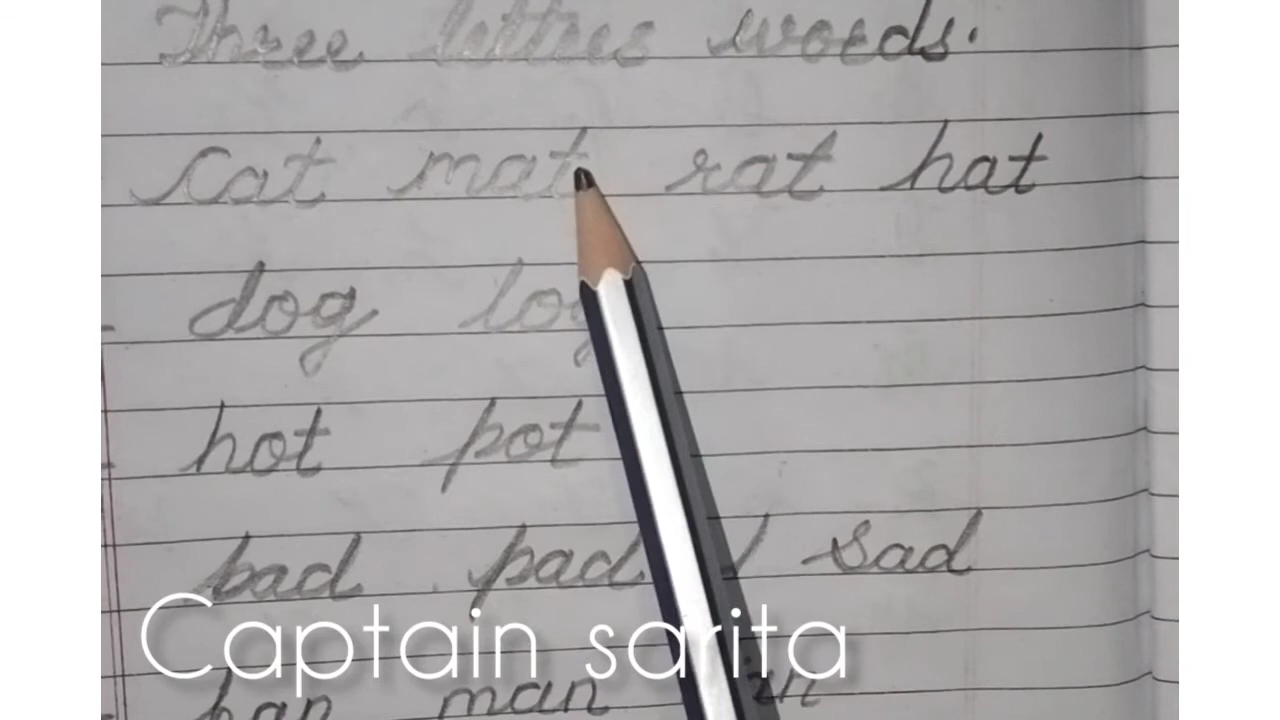 Three letters words.
cat mat rat hat
dog log
hot pot
bad pad sad
Captain sarita
man